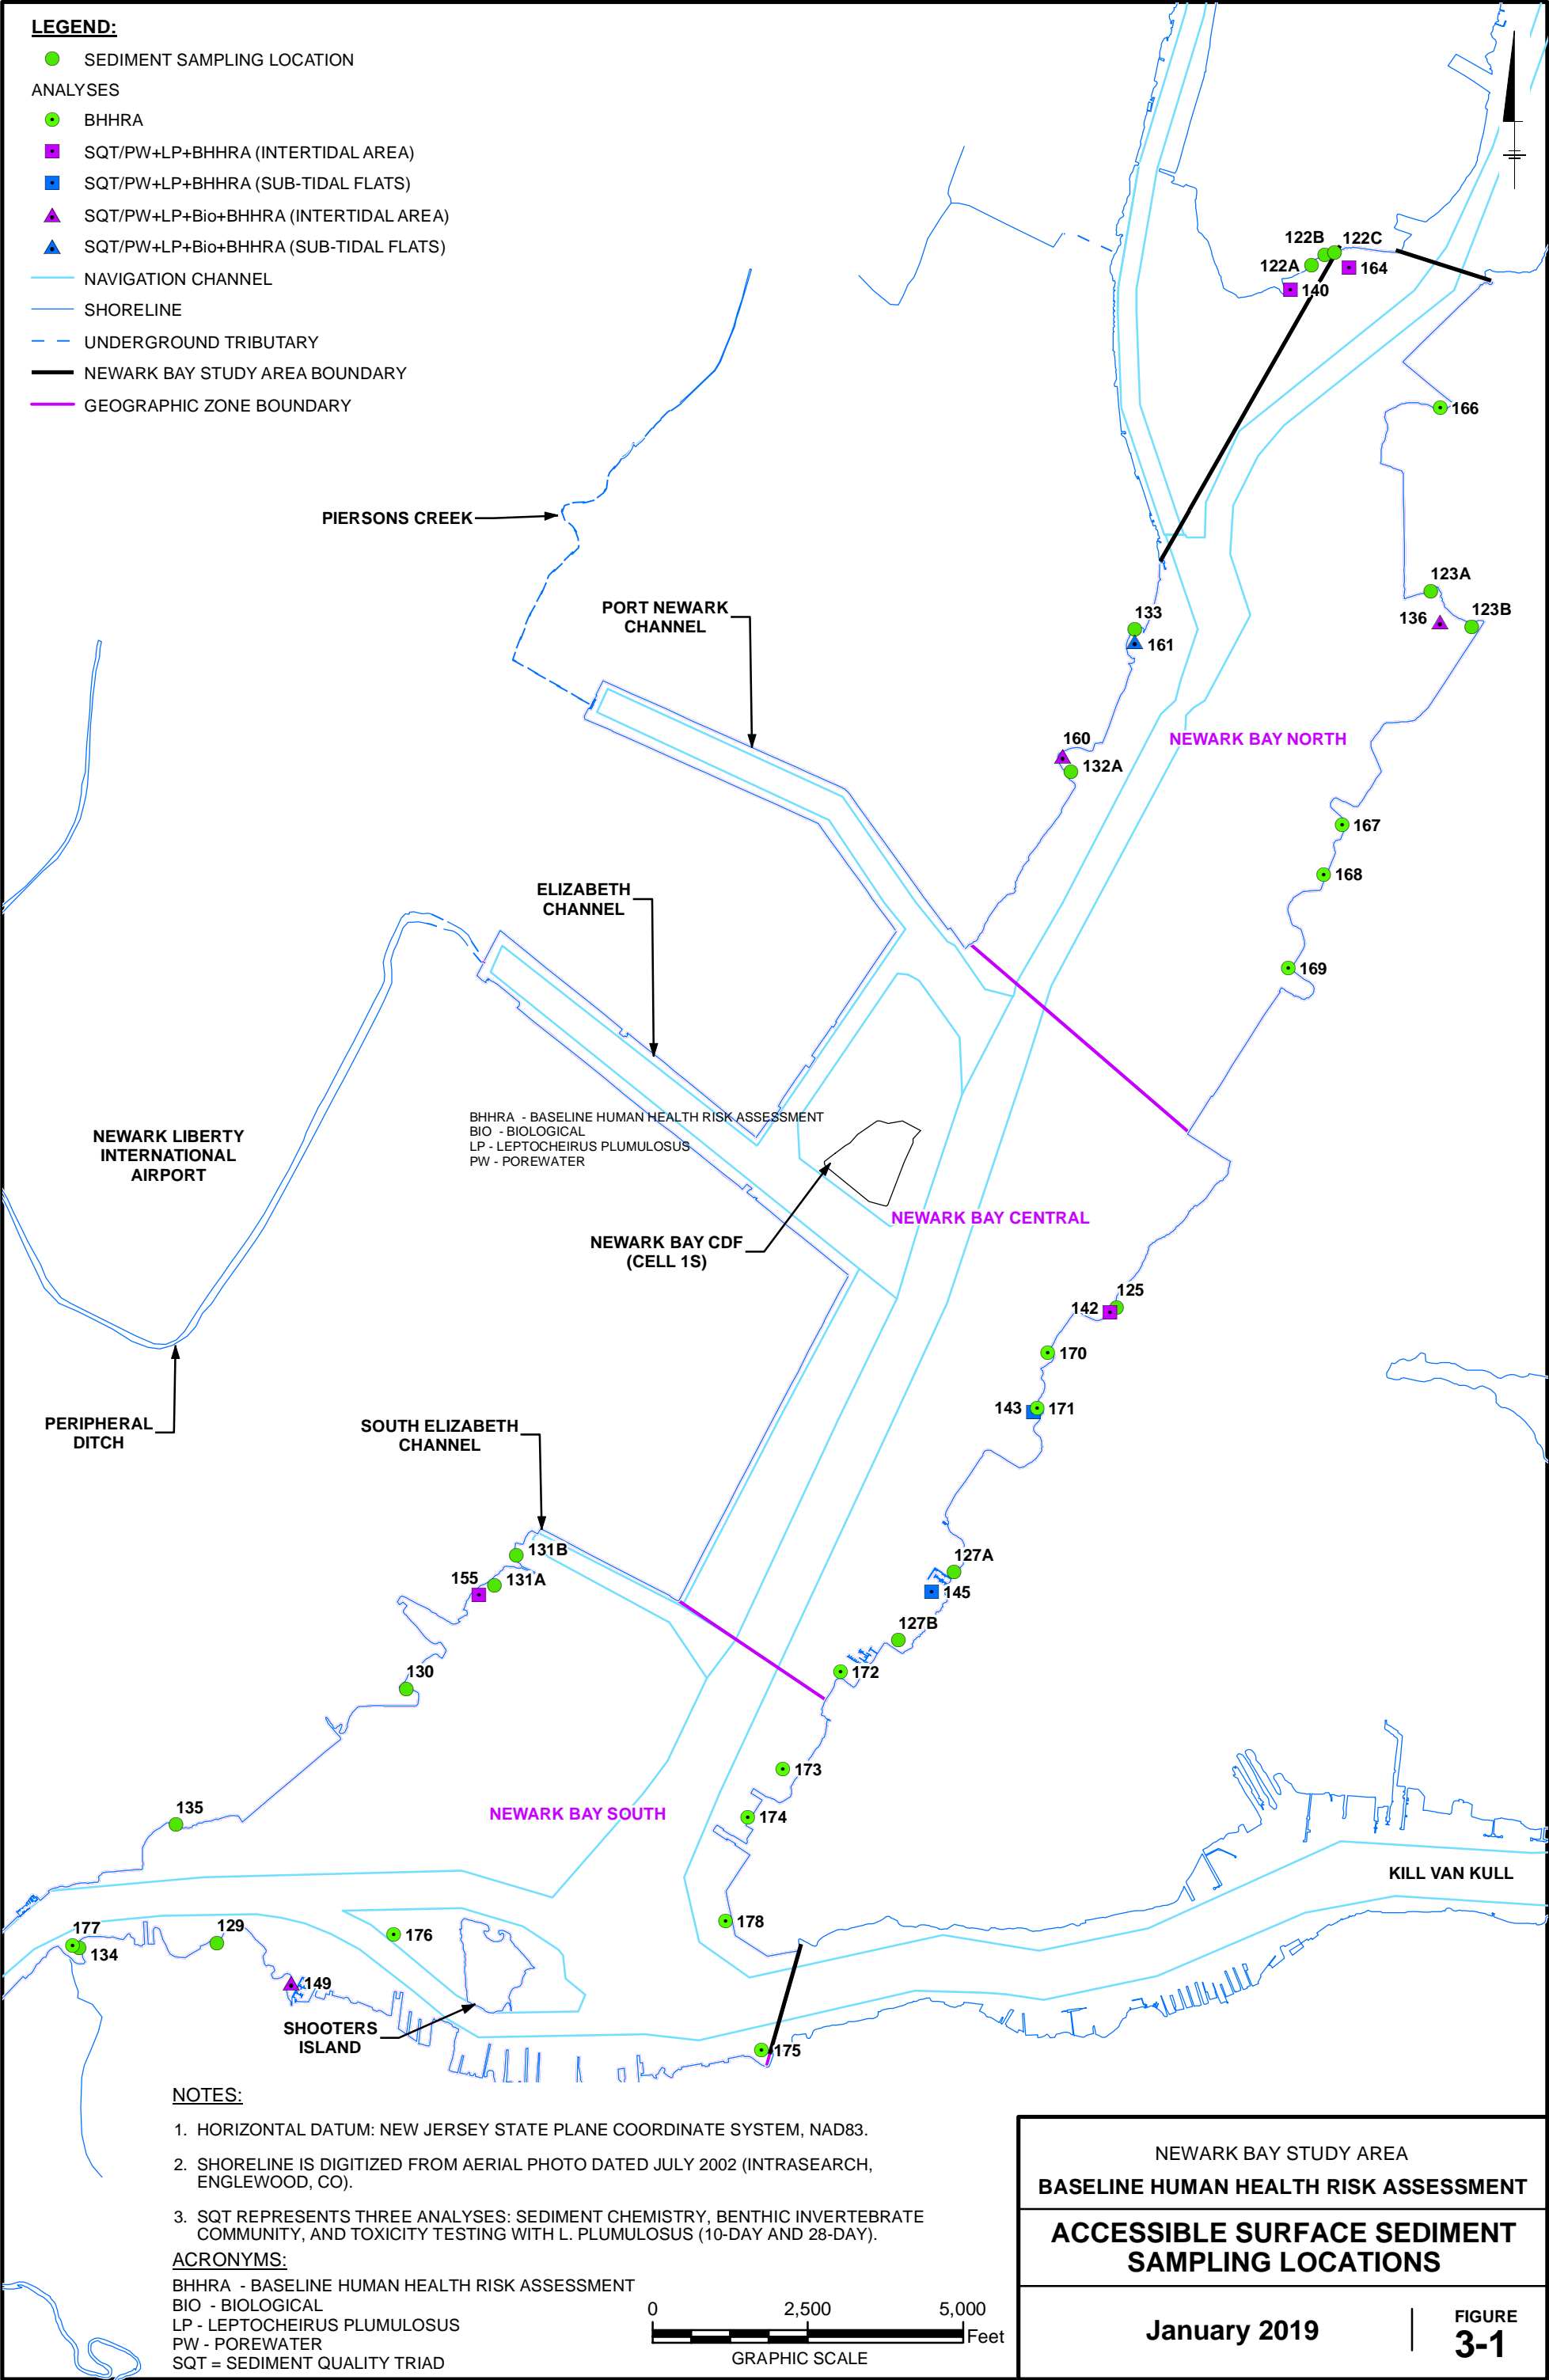 LEGEND:
SEDIMENT SAMPLING LOCATION
ANALYSES
BHHRA
SQT/PW+LP+BHHRA (INTERTIDAL AREA)
SQT/PW+LP+BHHRA (SUB-TIDAL FLATS)
SQT/PW+LP+Bio+BHHRA (INTERTIDAL AREA)
SQT/PW+LP+Bio+BHHRA (SUB-TIDAL FLATS)
NAVIGATION CHANNEL
SHORELINE
UNDERGROUND TRIBUTARY
NEWARK BAY STUDY AREA BOUNDARY
GEOGRAPHIC ZONE BOUNDARY
122B
122C
122A
164
140
166
PIERSONS CREEK
123A
PORT NEWARK
CHANNEL
133
136
123B
161
160
NEWARK BAY NORTH
132A
167
168
ELIZABETH
CHANNEL
169
BHHRA - BASELINE HUMAN HEALTH RISK ASSESSMENT
BIO - BIOLOGICAL
LP - LEPTOCHEIRUS PLUMULOSUS
PW - POREWATER
NEWARK LIBERTY
INTERNATIONAL
AIRPORT
NEWARK BAY CENTRAL
NEWARK BAY CDF
(CELL 1S)
125
142
170
143
171
PERIPHERAL
DITCH
SOUTH ELIZABETH
CHANNEL
131B
127A
155
131A
145
127B
130
172
173
135
NEWARK BAY SOUTH
174
KILL VAN KULL
178
177
129
176
134
149
SHOOTERS
ISLAND
175
NOTES:
1. HORIZONTAL DATUM: NEW JERSEY STATE PLANE COORDINATE SYSTEM, NAD83.
2. SHORELINE IS DIGITIZED FROM AERIAL PHOTO DATED JULY 2002 (INTRASEARCH,
ENGLEWOOD, CO).
3. SQT REPRESENTS THREE ANALYSES: SEDIMENT CHEMISTRY, BENTHIC INVERTEBRATE
COMMUNITY, AND TOXICITY TESTING WITH L. PLUMULOSUS (10-DAY AND 28-DAY).
ACRONYMS:
BHHRA - BASELINE HUMAN HEALTH RISK ASSESSMENT
BIO - BIOLOGICAL
LP - LEPTOCHEIRUS PLUMULOSUS
PW - POREWATER
SQT = SEDIMENT QUALITY TRIAD
0 2,500 5,000
Feet
GRAPHIC SCALE
NEWARK BAY STUDY AREA
BASELINE HUMAN HEALTH RISK ASSESSMENT
ACCESSIBLE SURFACE SEDIMENT
SAMPLING LOCATIONS
January 2019
FIGURE
3-1